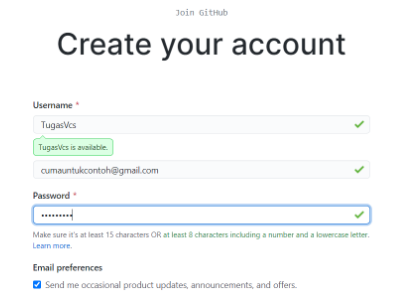 Join GitHub
Create your account
Username *
TugasVcs
TugasVcs is available.
cumauntukcontoh@gmail.com
Password *
•••••••••
Make sure it's at least 15 characters OR at least 8 characters including a number and a lowercase letter.
Learn more.
Email preferences
Send me occasional product updates, announcements, and offers.